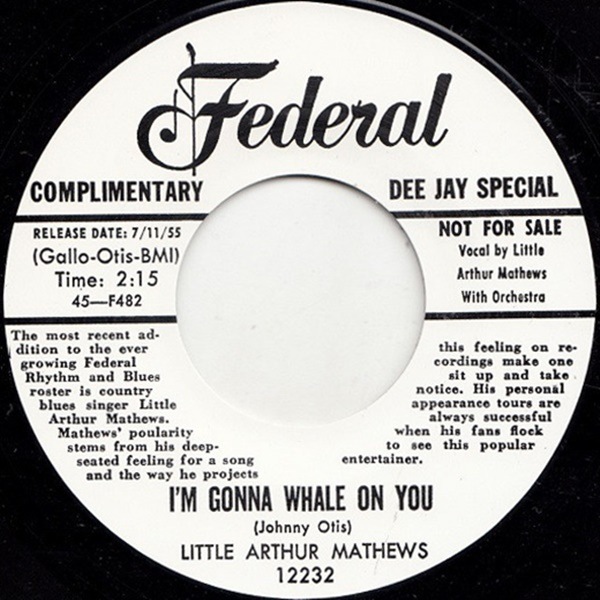 Federal
COMPLIMENTARY
DEE JAY SPECIAL
RELEASE DATE: 7/11/55
(Gallo-Otis-BMI)
Time: 2:15
45—F482
NOT FOR SALE
Vocal by Little
Arthur Mathews
With Orchestra
The most recent ad-
dition to the ever
growing Federal
Rhythm and Blues
roster is country
blues singer Little
Arthur Mathews.
Mathews' poularity
stems from his deep-
seated feeling for a song
and the way he projects
this feeling on re-
cordings make one
sit up and take
notice. His personal
appearance tours are
always successful
when his fans flock
to see this popular
entertainer.
I'M GONNA WHALE ON YOU
(Johnny Otis)
LITTLE ARTHUR MATHEWS
12232